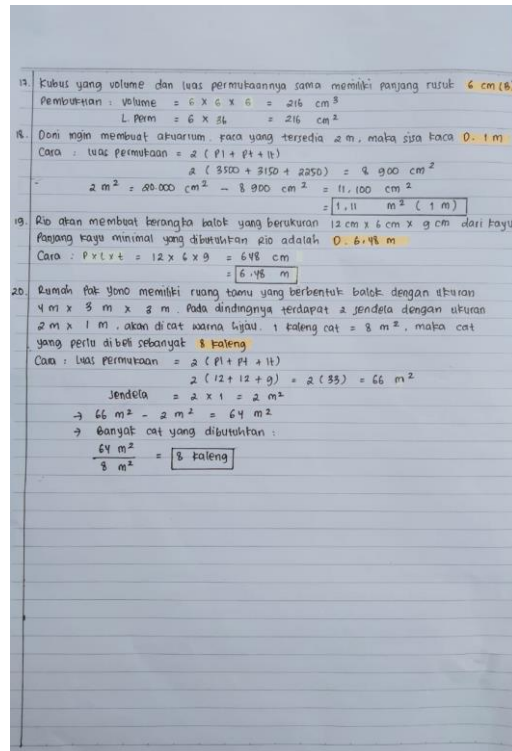 17. Kubus yang volume dan luas permukaannya sama memiliki panjang rusuk 6 cm (B)
Pembuktian : volume = 6 x 6 x 6 = 216 cm³
L. Perm = 6 x 36 = 216 cm²
18. Doni ingin membuat akuarium. Kaca yang tersedia 2 m, maka sisa kaca D. 1 m
Cara : luas permukaan = 2 ( Pl + Pt + lt )
2 ( 3500 + 3150 + 2250 ) = 8 900 cm²
2 m² = 20.000 cm² - 8 900 cm² = 11.100 cm²
= 1,11 m² ( 1 m )
19. Rio akan membuat kerangka balok yang berukuran 12 cm x 6 cm x 9 cm dari kayu
Panjang kayu minimal yang dibutuhkan Rio adalah D. 6,48 m
Cara : P x l x t = 12 x 6 x 9 = 648 cm
= 6,48 m
20. Rumah Pak Yono memiliki ruang tamu yang berbentuk balok dengan ukuran
4 m x 3 m x 3 m. Pada dindingnya terdapat 2 jendela dengan ukuran
2 m x 1 m, akan di cat warna hijau. 1 kaleng cat = 8 m², maka cat
yang perlu di beli sebanyak 8 kaleng
Cara : Luas permukaan = 2 ( Pl + Pt + lt )
2 ( 12 + 12 + 9 ) = 2 ( 33 ) = 66 m²
Jendela = 2 x 1 = 2 m²
→ 66 m² - 2 m² = 64 m²
→ Banyak cat yang dibutuhkan :
64 m²
8 m² = 8 kaleng